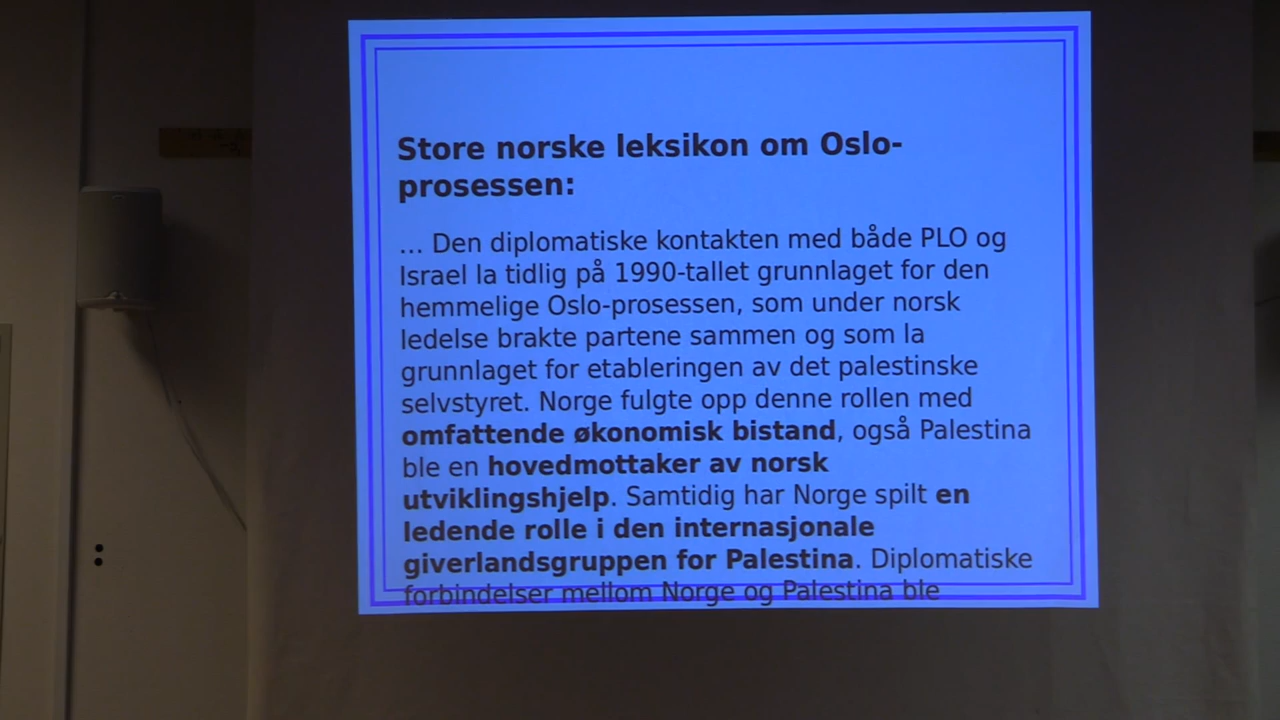 Store norske leksikon om Oslo-
prosessen:
… Den diplomatiske kontakten med både PLO og
Israel la tidlig på 1990-tallet grunnlaget for den
hemmelige Oslo-prosessen, som under norsk
ledelse brakte partene sammen og som la
grunnlaget for etableringen av det palestinske
selvstyret. Norge fulgte opp denne rollen med
omfattende økonomisk bistand, også Palestina
ble en hovedmottaker av norsk
utviklingshjelp. Samtidig har Norge spilt en
ledende rolle i den internasjonale
giverlandsgruppen for Palestina. Diplomatiske
forbindelser mellom Norge og Palestina ble